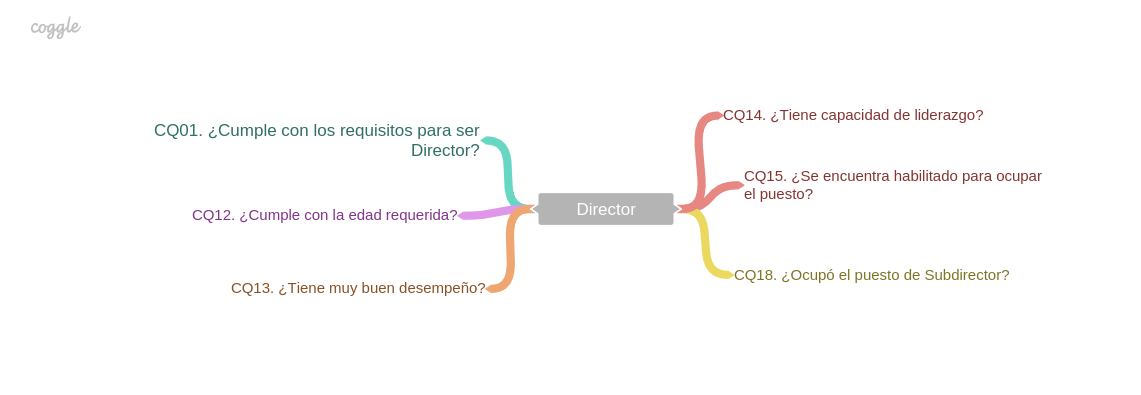 coggle
CQ01. ¿Cumple con los requisitos para ser
Director?
CQ12. ¿Cumple con la edad requerida?
CQ13. ¿Tiene muy buen desempeño?
Director
CQ14. ¿Tiene capacidad de liderazgo?
CQ15. ¿Se encuentra habilitado para ocupar
el puesto?
CQ18. ¿Ocupó el puesto de Subdirector?